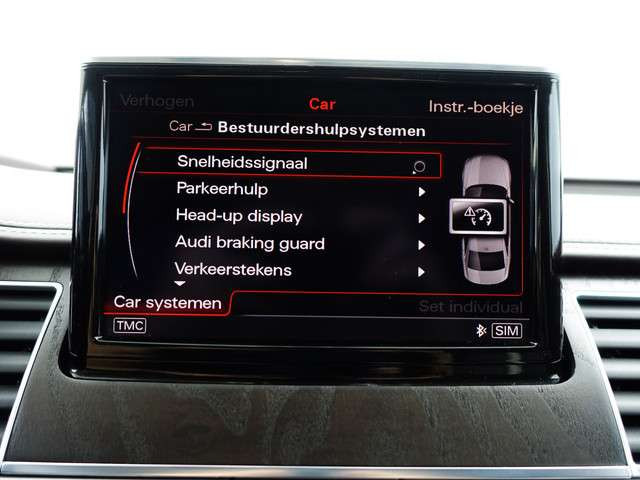 Verhogen Car Instr.-boekje
Car Bestuurdershulpsystemen
Snelheidssignaal
Parkeerhulp
Head-up display
Audi braking guard
Verkeerstekens
Car systemen Set individual
TMC SIM